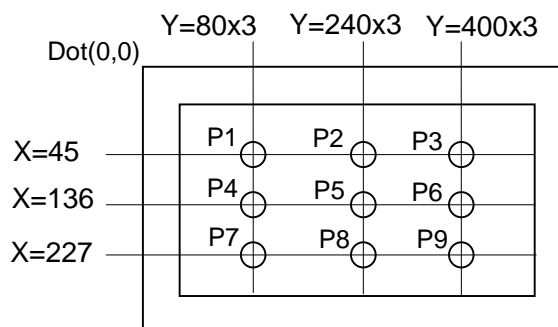 Y=80x3 Y=240x3 Y=400x3
Dot(0,0)
X=45 P1 P2 P3
X=136 P4 P5 P6
X=227 P7 P8 P9